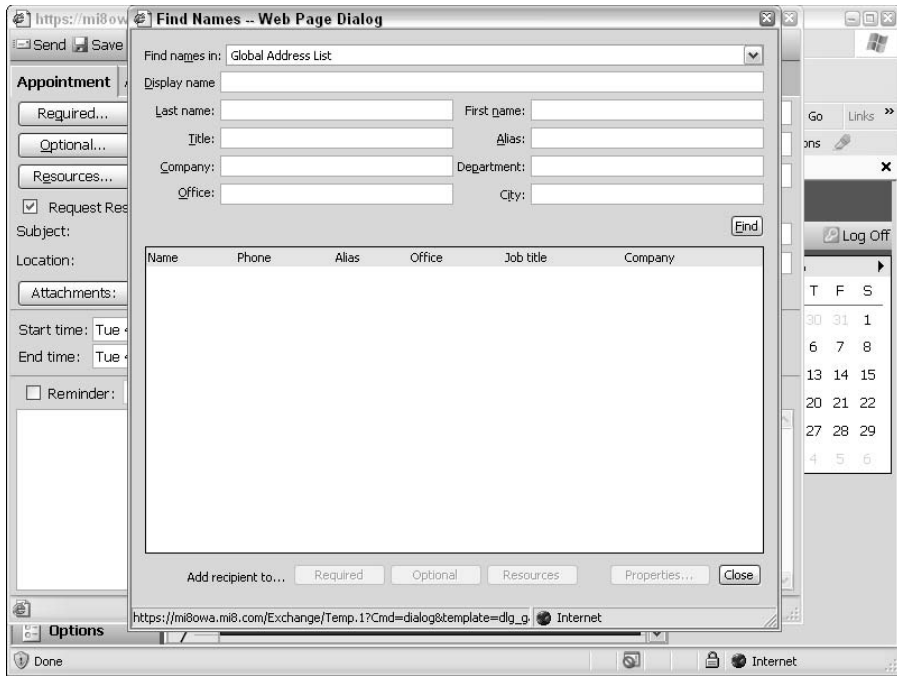 https://mi8ow
Find Names -- Web Page Dialog
Send Save
Find names in: Global Address List
Appointment
Display name
Required...
Last name: First name:
Go Links »
Optional...
Title: Alias:
ons
Resources...
Company: Department:
Request Res
Office: City:
Find
Subject:
Log Off
Location:
Name Phone Alias Office Job title Company
Attachments:
T F S
Start time: Tue 4
30 31 1
End time: Tue 4
6 7 8
13 14 15
Reminder:
20 21 22
27 28 29
4 5 6
Add recipient to... Required Optional Resources Properties... Close
https://mi8owa.mi8.com/Exchange/Temp.1?Cmd=dialog&template=dlg_g Internet
Options
7
Done Internet